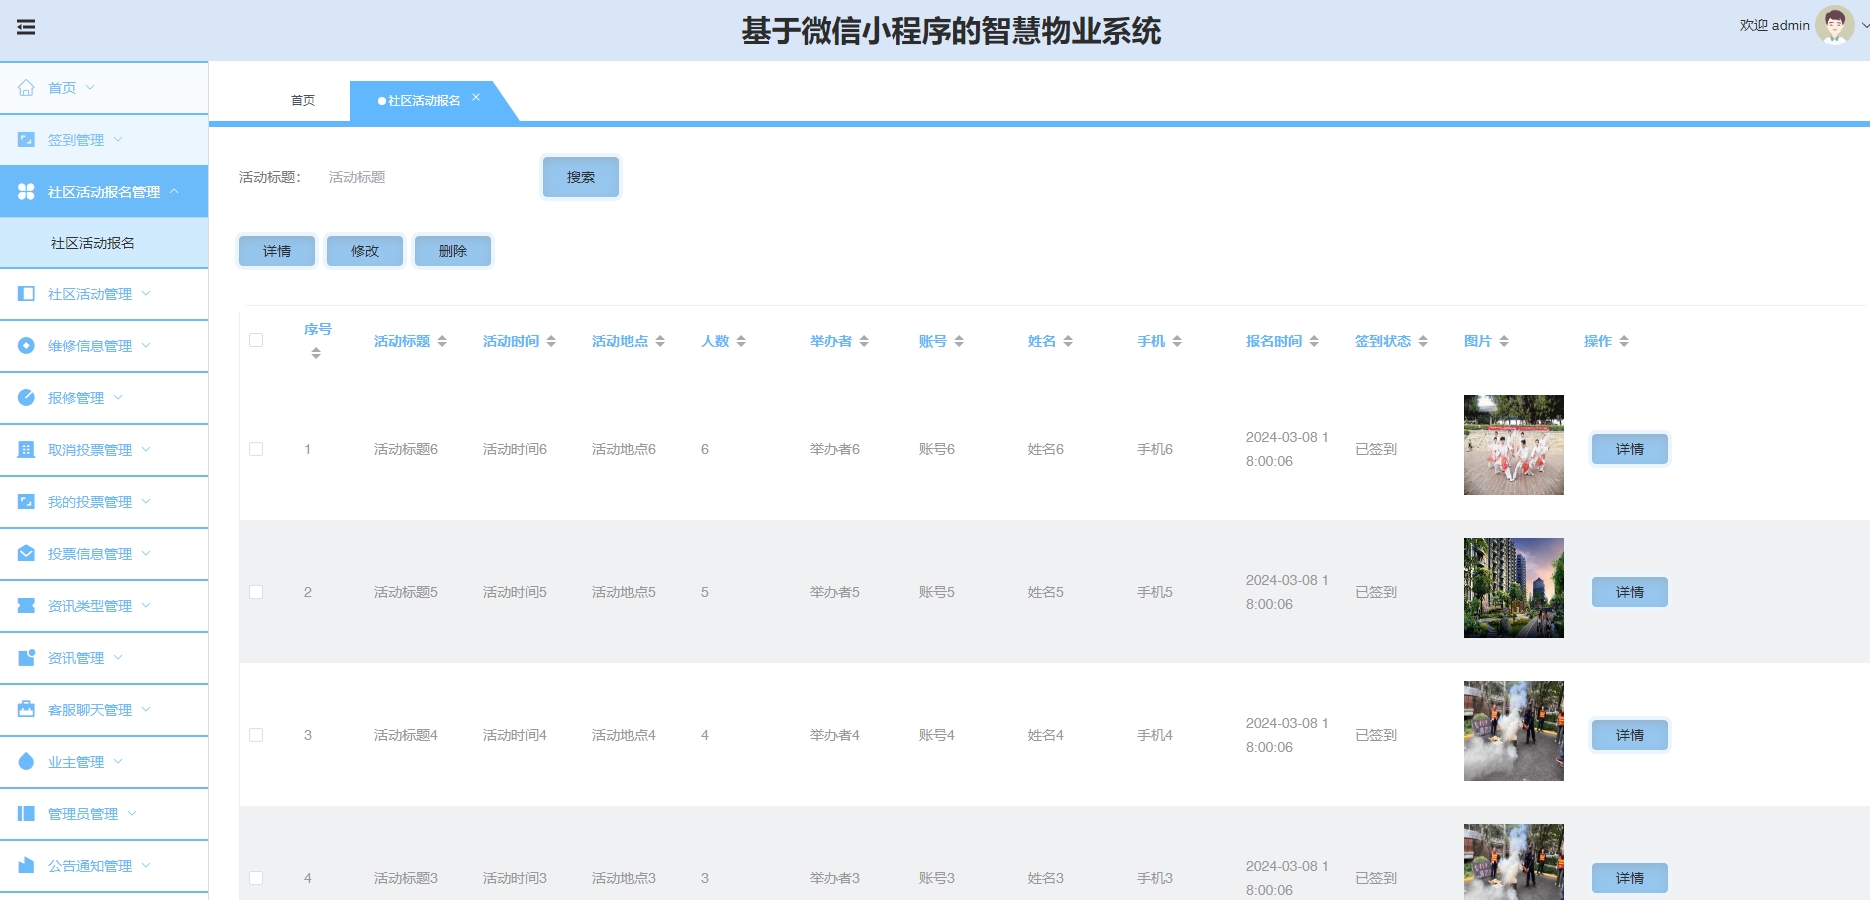 基于微信小程序的智慧物业系统
欢迎 admin
首页
签到管理
社区活动报名管理
社区活动报名
社区活动管理
维修信息管理
报修管理
取消投票管理
我的投票管理
投票信息管理
资讯类型管理
资讯管理
客服聊天管理
业主管理
管理员管理
公告通知管理
首页 社区活动报名 ×
活动标题： 活动标题 搜索
详情 修改 删除
序号 活动标题 活动时间 活动地点 人数 举办者 账号 姓名 手机 报名时间 签到状态 图片 操作
1 活动标题6 活动时间6 活动地点6 6 举办者6 账号6 姓名6 手机6 2024-03-08 1 已签到 详情
8:00:06
2 活动标题5 活动时间5 活动地点5 5 举办者5 账号5 姓名5 手机5 2024-03-08 1 已签到 详情
8:00:06
3 活动标题4 活动时间4 活动地点4 4 举办者4 账号4 姓名4 手机4 2024-03-08 1 已签到 详情
8:00:06
4 活动标题3 活动时间3 活动地点3 3 举办者3 账号3 姓名3 手机3 2024-03-08 1 已签到 详情
8:00:06